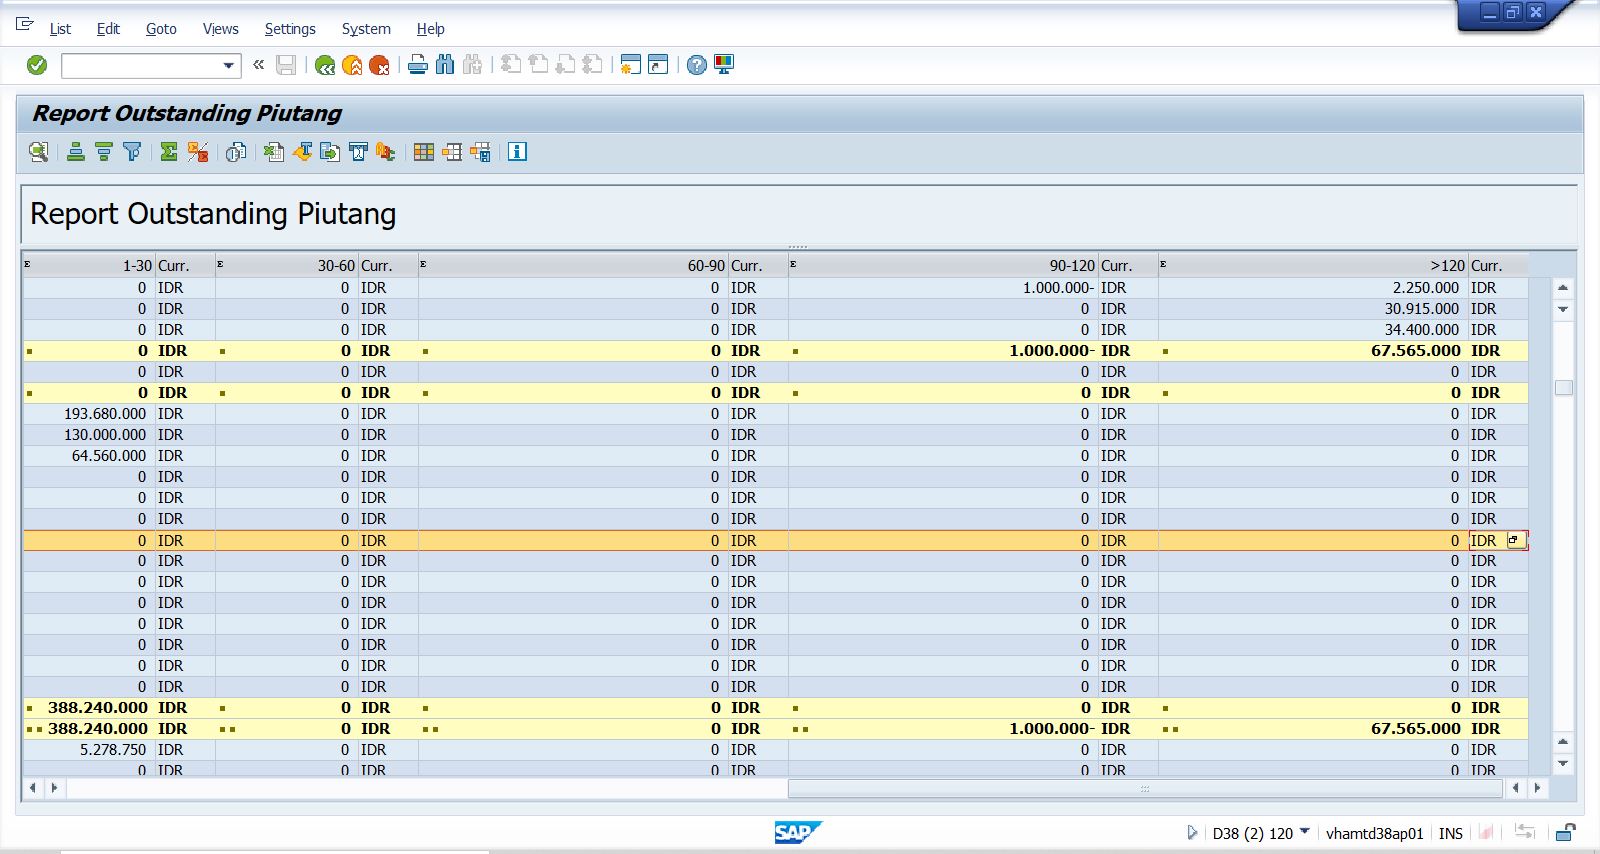 List Edit Goto Views Settings System Help
Report Outstanding Piutang
Report Outstanding Piutang
Σ 1-30 Curr. Σ 30-60 Curr. Σ 60-90 Curr. Σ 90-120 Curr. Σ >120 Curr.
0 IDR 0 IDR 0 IDR 1.000.000- IDR 2.250.000 IDR
0 IDR 0 IDR 0 IDR 0 IDR 30.915.000 IDR
0 IDR 0 IDR 0 IDR 0 IDR 34.400.000 IDR
0 IDR 0 IDR 0 IDR 1.000.000- IDR 67.565.000 IDR
0 IDR 0 IDR 0 IDR 0 IDR 0 IDR
0 IDR 0 IDR 0 IDR 0 IDR 0 IDR
193.680.000 IDR 0 IDR 0 IDR 0 IDR 0 IDR
130.000.000 IDR 0 IDR 0 IDR 0 IDR 0 IDR
64.560.000 IDR 0 IDR 0 IDR 0 IDR 0 IDR
0 IDR 0 IDR 0 IDR 0 IDR 0 IDR
0 IDR 0 IDR 0 IDR 0 IDR 0 IDR
0 IDR 0 IDR 0 IDR 0 IDR 0 IDR
0 IDR 0 IDR 0 IDR 0 IDR 0 IDR
0 IDR 0 IDR 0 IDR 0 IDR 0 IDR
0 IDR 0 IDR 0 IDR 0 IDR 0 IDR
0 IDR 0 IDR 0 IDR 0 IDR 0 IDR
0 IDR 0 IDR 0 IDR 0 IDR 0 IDR
0 IDR 0 IDR 0 IDR 0 IDR 0 IDR
0 IDR 0 IDR 0 IDR 0 IDR 0 IDR
0 IDR 0 IDR 0 IDR 0 IDR 0 IDR
388.240.000 IDR 0 IDR 0 IDR 0 IDR 0 IDR
388.240.000 IDR 0 IDR 0 IDR 1.000.000- IDR 67.565.000 IDR
5.278.750 IDR 0 IDR 0 IDR 0 IDR 0 IDR
0 IDR 0 IDR 0 IDR 0 IDR 0 IDR
SAP D38 (2) 120 vhamtd38ap01 INS